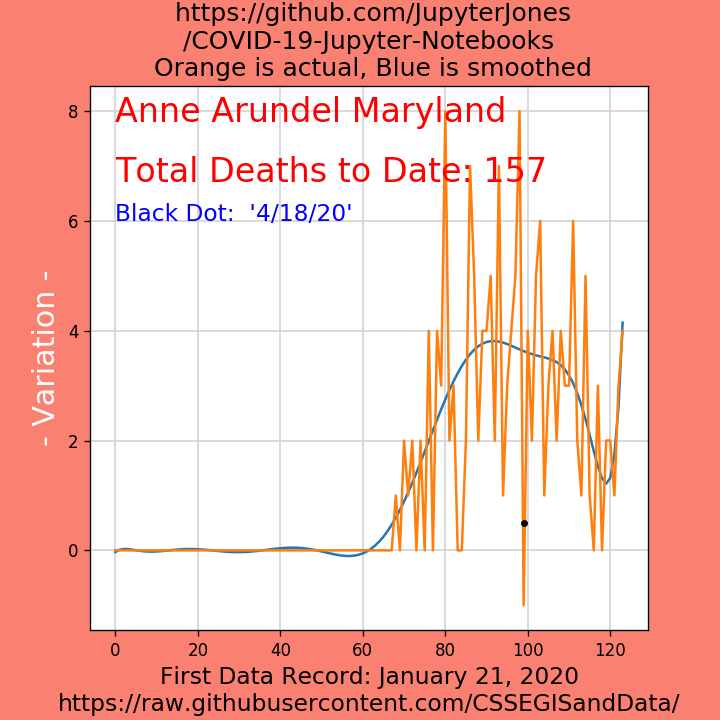 https://github.com/JupyterJones
/COVID-19-Jupyter-Notebooks
Orange is actual, Blue is smoothed
Anne Arundel Maryland
Total Deaths to Date: 157
Black Dot:  '4/18/20'
- Variation -
8
6
4
2
0
0 20 40 60 80 100 120
First Data Record: January 21, 2020
https://raw.githubusercontent.com/CSSEGISandData/